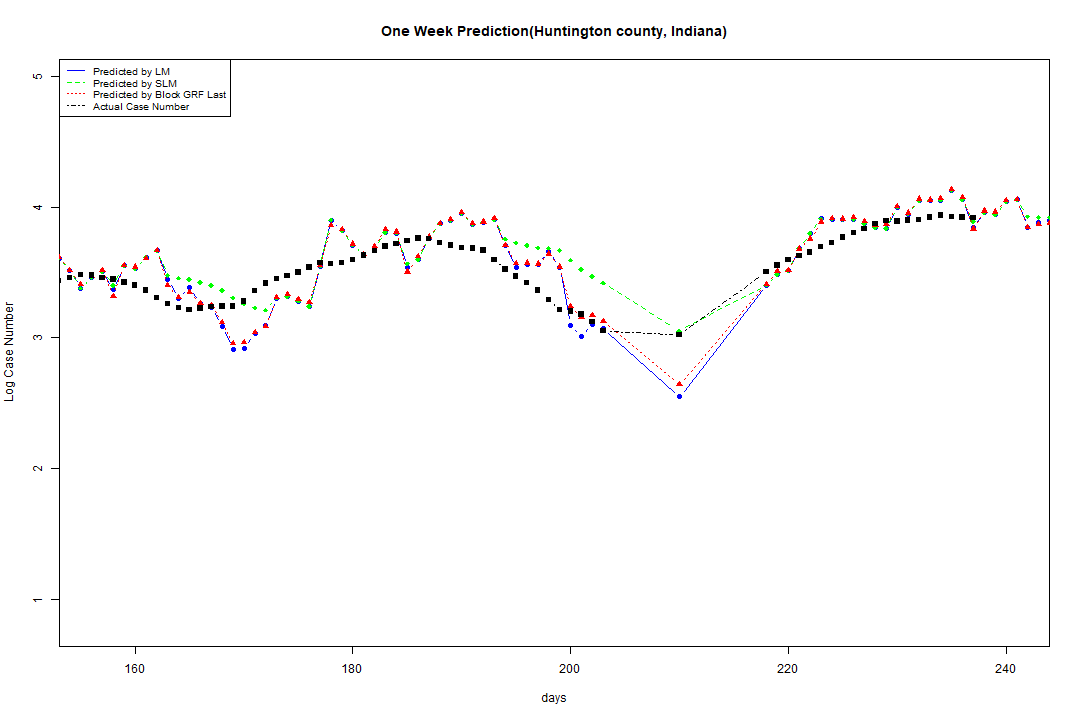 One Week Prediction(Huntington county, Indiana)
Predicted by LM
Predicted by SLM
Predicted by Block GRF Last
Actual Case Number
5
4
3
2
1
Log Case Number
160 180 200 220 240
days